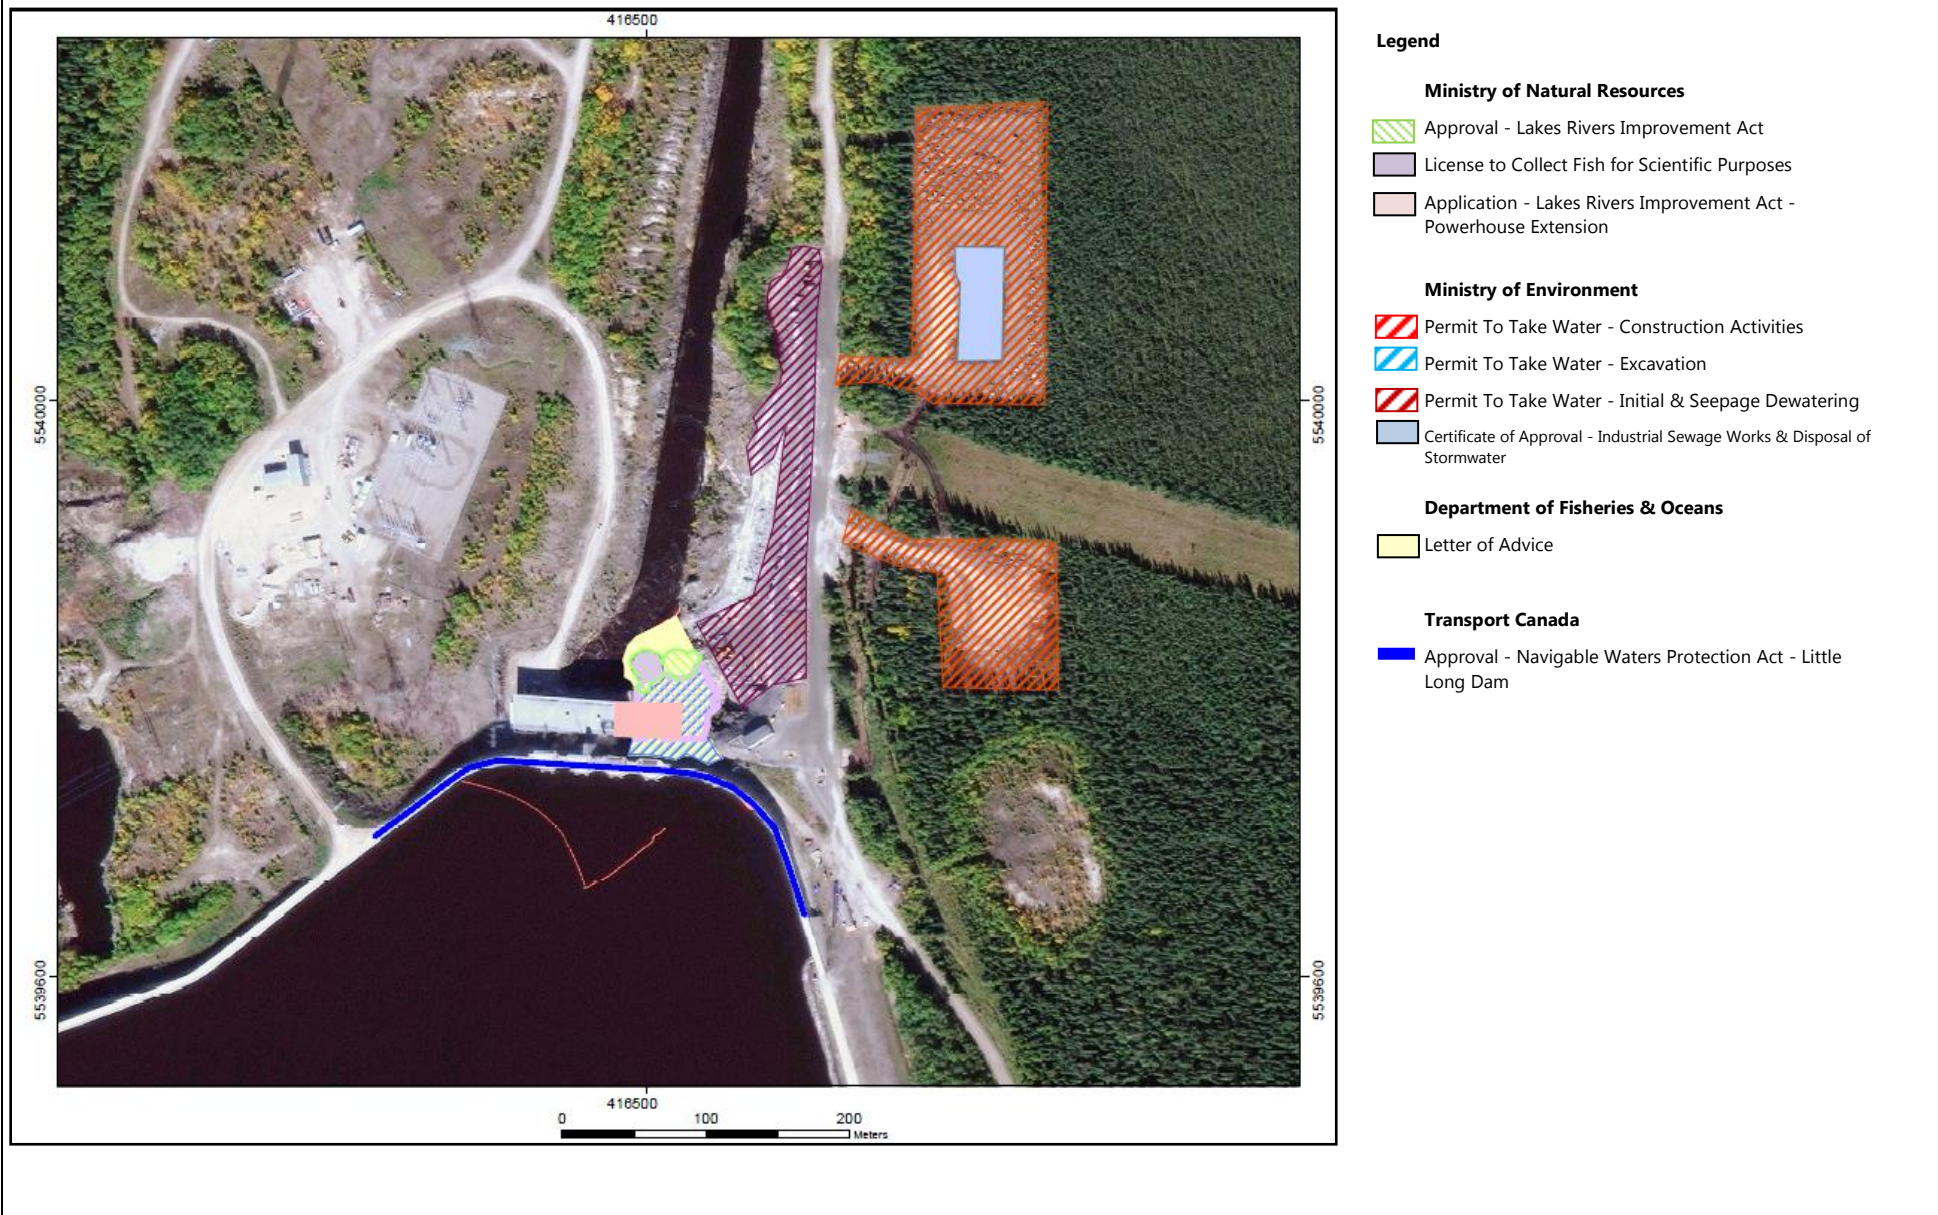 416500
5540000
5540000
5539600
5539600
416500
0 100 200
Meters
Legend
Ministry of Natural Resources
Approval - Lakes Rivers Improvement Act
License to Collect Fish for Scientific Purposes
Application - Lakes Rivers Improvement Act -
Powerhouse Extension
Ministry of Environment
Permit To Take Water - Construction Activities
Permit To Take Water - Excavation
Permit To Take Water - Initial & Seepage Dewatering
Certificate of Approval - Industrial Sewage Works & Disposal of
Stormwater
Department of Fisheries & Oceans
Letter of Advice
Transport Canada
Approval - Navigable Waters Protection Act - Little
Long Dam